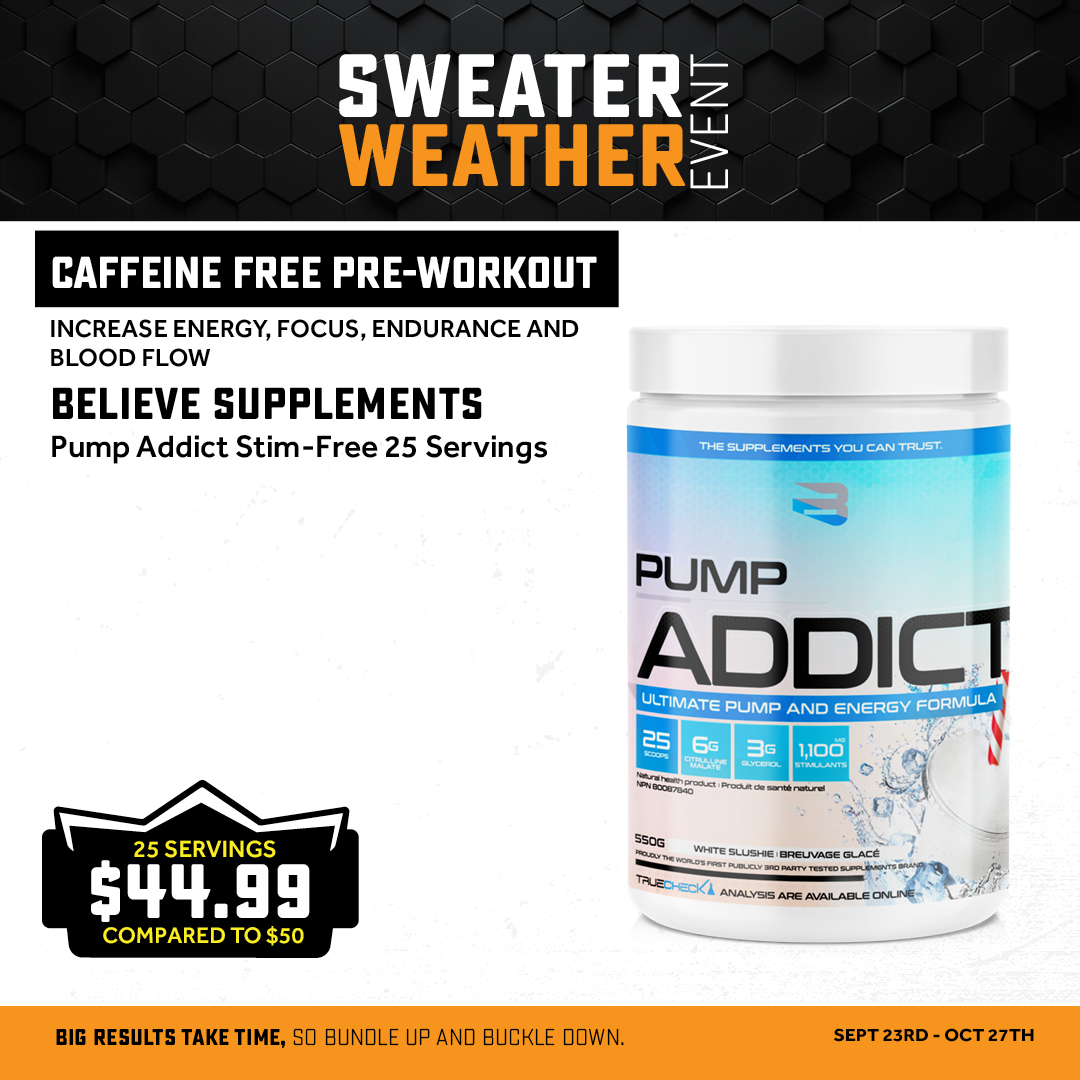 SWEATER
WEATHER
EVENT
CAFFEINE FREE PRE-WORKOUT
INCREASE ENERGY, FOCUS, ENDURANCE AND
BLOOD FLOW
BELIEVE SUPPLEMENTS
Pump Addict Stim-Free 25 Servings
THE SUPPLEMENTS YOU CAN TRUST.
PUMP
ADDICT
ULTIMATE PUMP AND ENERGY FORMULA
25 SCOOPS
6G CITRULLINE MALATE
3G GLYCEROL
1,100 MG STIMULANTS
Natural health product | Produit de santé naturel
NPN 80087840
550G
WHITE SLUSHIE | BREUVAGE GLACÉ
PROUDLY THE WORLD'S FIRST PUBLICLY 3RD PARTY TESTED SUPPLEMENTS BRAND
TRUECHECK ANALYSIS ARE AVAILABLE ONLINE
25 SERVINGS
$44.99
COMPARED TO $50
BIG RESULTS TAKE TIME, SO BUNDLE UP AND BUCKLE DOWN.
SEPT 23RD - OCT 27TH